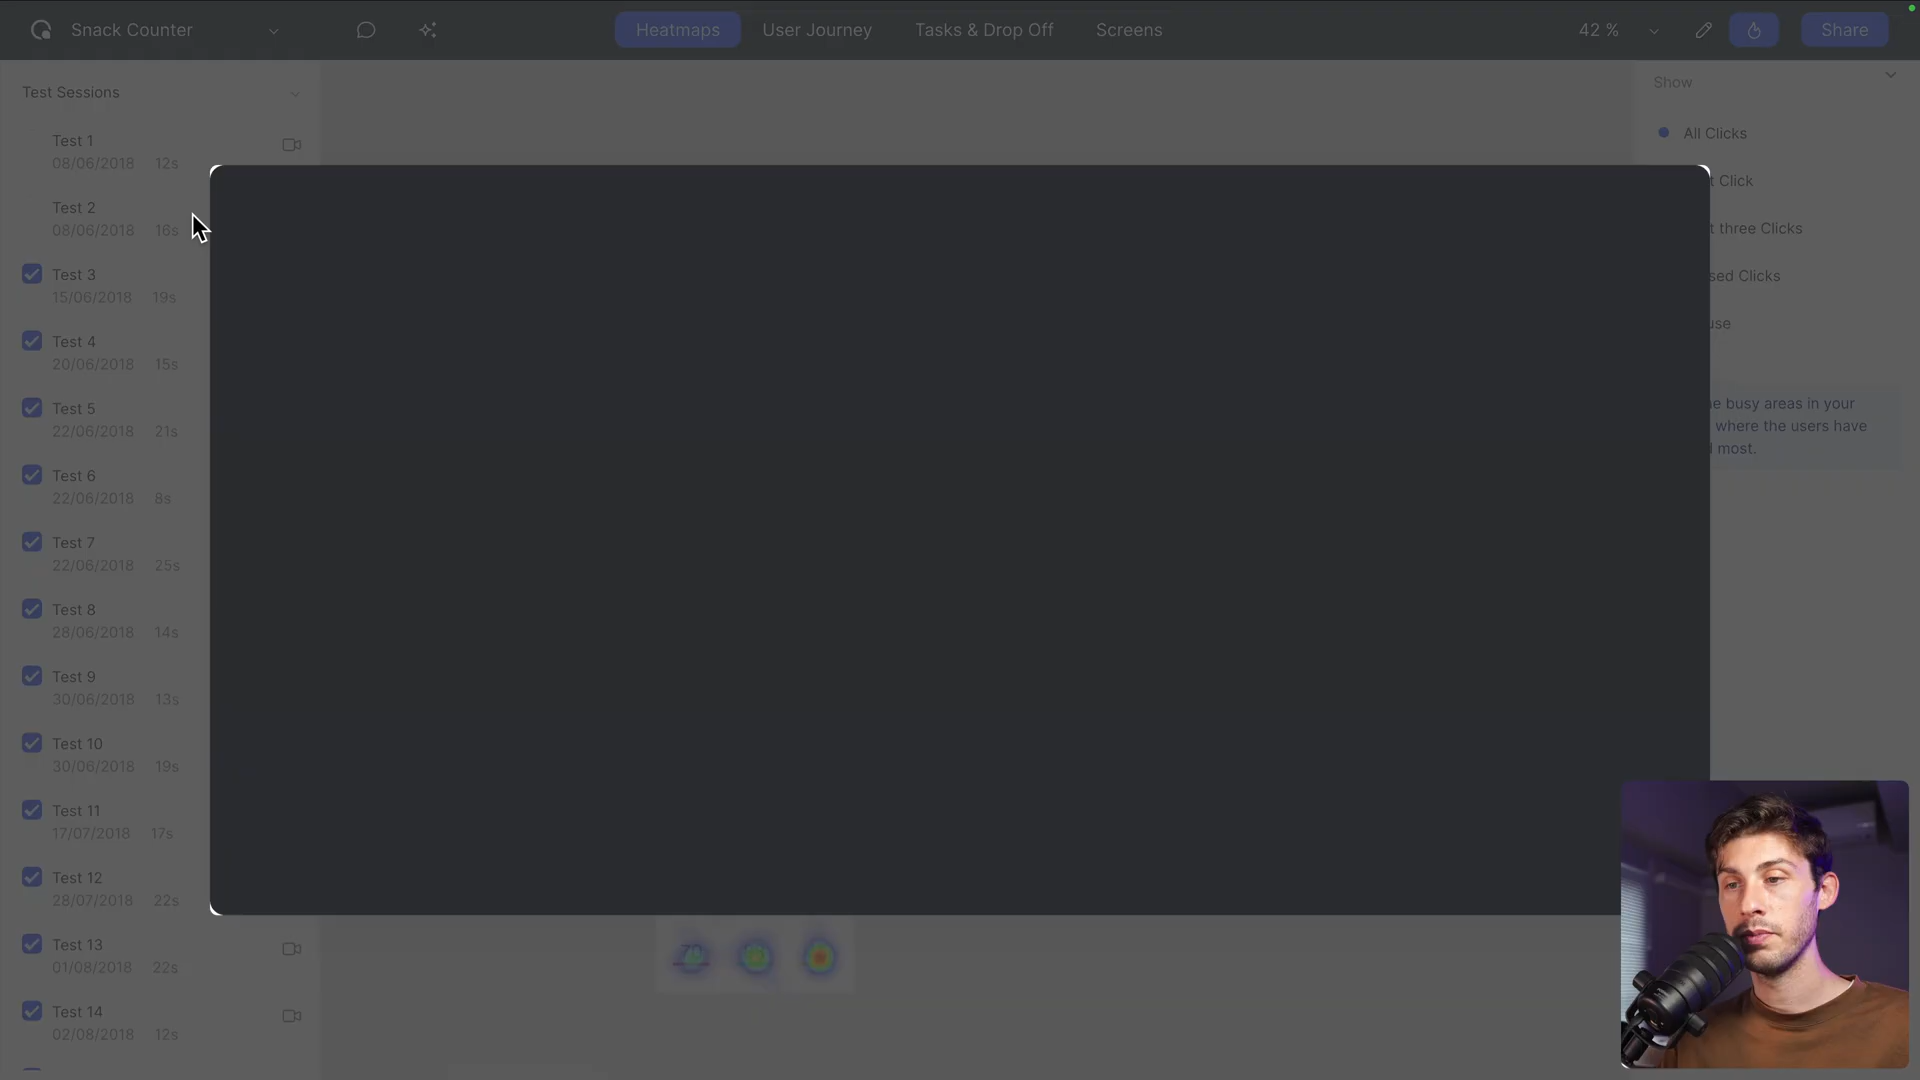 Snack Counter
Heatmaps
User Journey
Tasks & Drop Off
Screens
42 %
Share
Test Sessions
Test 1
08/06/2018 12s
Test 2
08/06/2018 16s
Test 3
15/06/2018 19s
Test 4
20/06/2018 15s
Test 5
22/06/2018 21s
Test 6
22/06/2018 8s
Test 7
22/06/2018 25s
Test 8
28/06/2018 14s
Test 9
30/06/2018 13s
Test 10
30/06/2018 19s
Test 11
17/07/2018 17s
Test 12
28/07/2018 22s
Test 13
01/08/2018 22s
Test 14
02/08/2018 12s
Show
All Clicks
Click
three Clicks
Clicks
busy areas in your
where the users have
most.